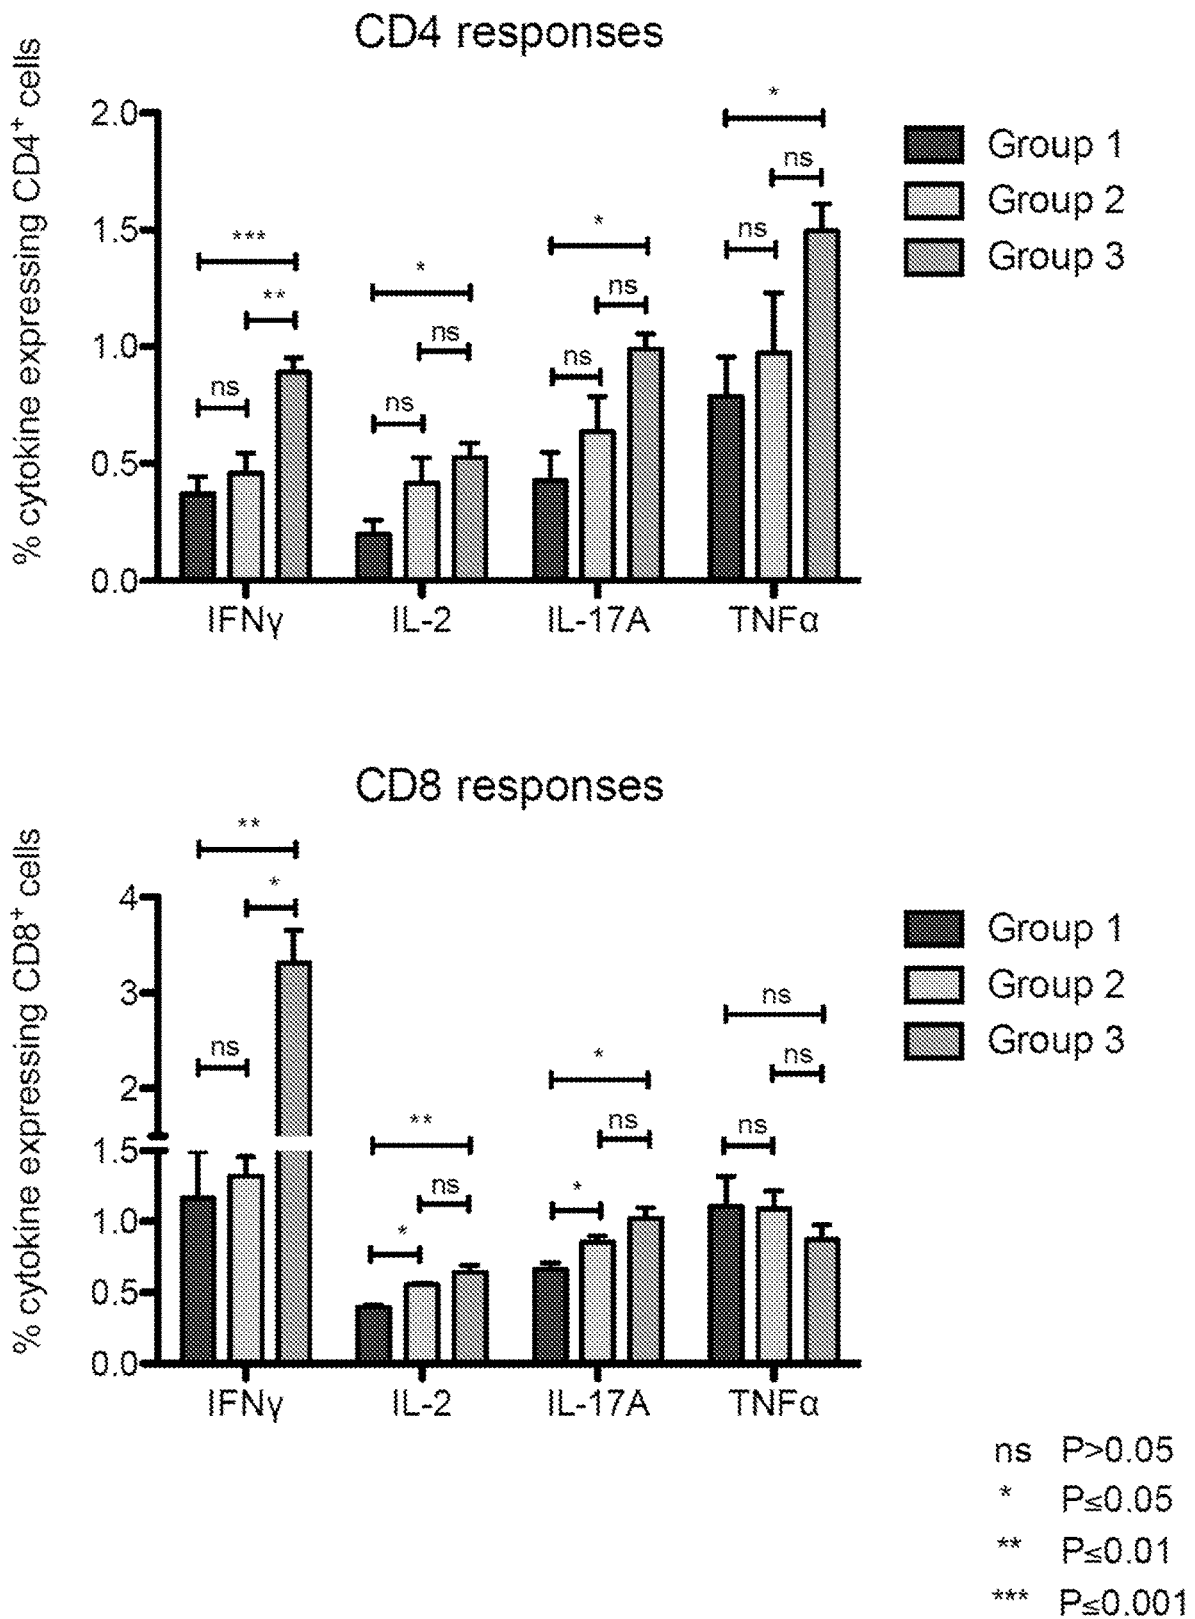 CD4 responses
% cytokine expressing CD4⁺ cells
2.0
1.5
1.0
0.5
0.0
ns
**
***
ns
ns
*
ns
ns
*
ns
ns
*
IFNγ IL-2 IL-17A TNFα
Group 1
Group 2
Group 3
CD8 responses
% cytokine expressing CD8⁺ cells
4
3
2
1.5
1.0
0.5
0.0
ns
*
**
*
ns
**
*
ns
*
ns
ns
ns
IFNγ IL-2 IL-17A TNFα
Group 1
Group 2
Group 3
ns P>0.05
* P≤0.05
** P≤0.01
*** P≤0.001